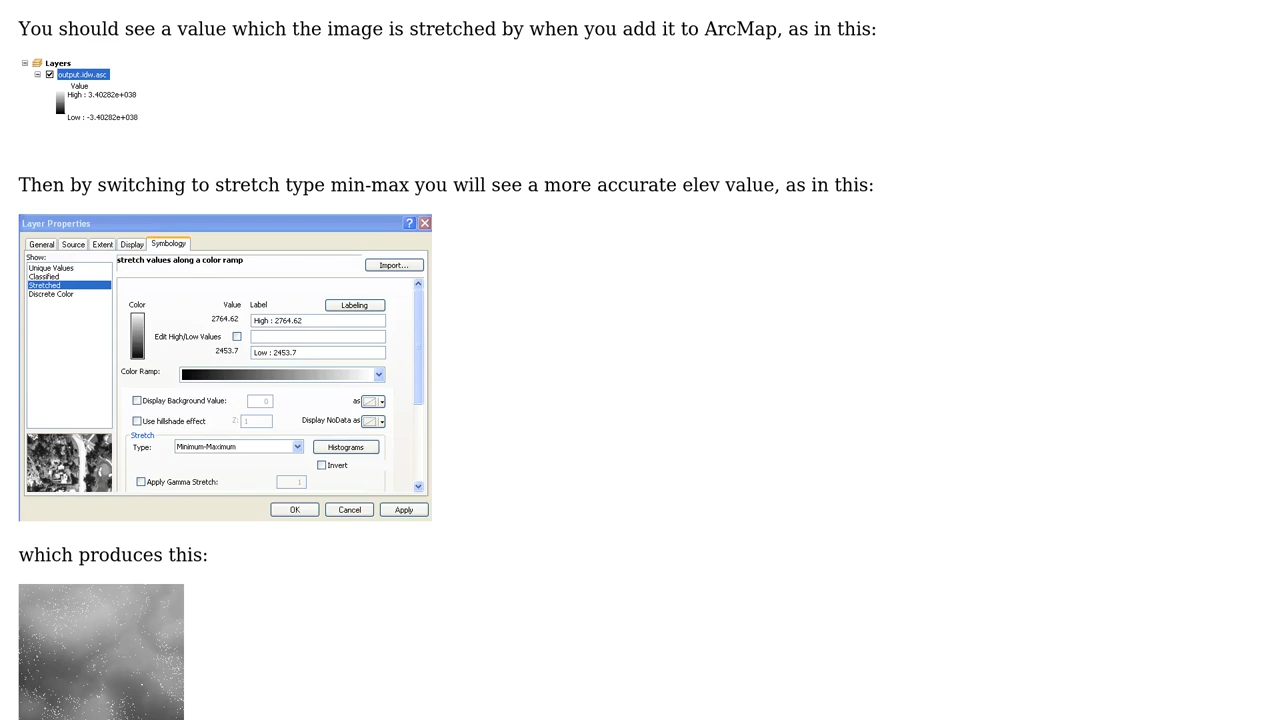 You should see a value which the image is stretched by when you add it to ArcMap, as in this:
Layers
output.idw.asc
Value
High : 3.40282e+038
Low : -3.40282e+038
Then by switching to stretch type min-max you will see a more accurate elev value, as in this:
Layer Properties
General Source Extent Display Symbology
Show:
Unique Values
Classified
Stretched
Discrete Color
stretch values along a color ramp
Import...
Color Value Label Labeling
2764.62 High : 2764.62
Edit High/Low Values
2453.7 Low : 2453.7
Color Ramp:
Display Background Value: 0 as
Use hillshade effect Z: 1 Display NoData as
Stretch
Type: Minimum-Maximum Histograms
Invert
Apply Gamma Stretch: 1
OK Cancel Apply
which produces this: